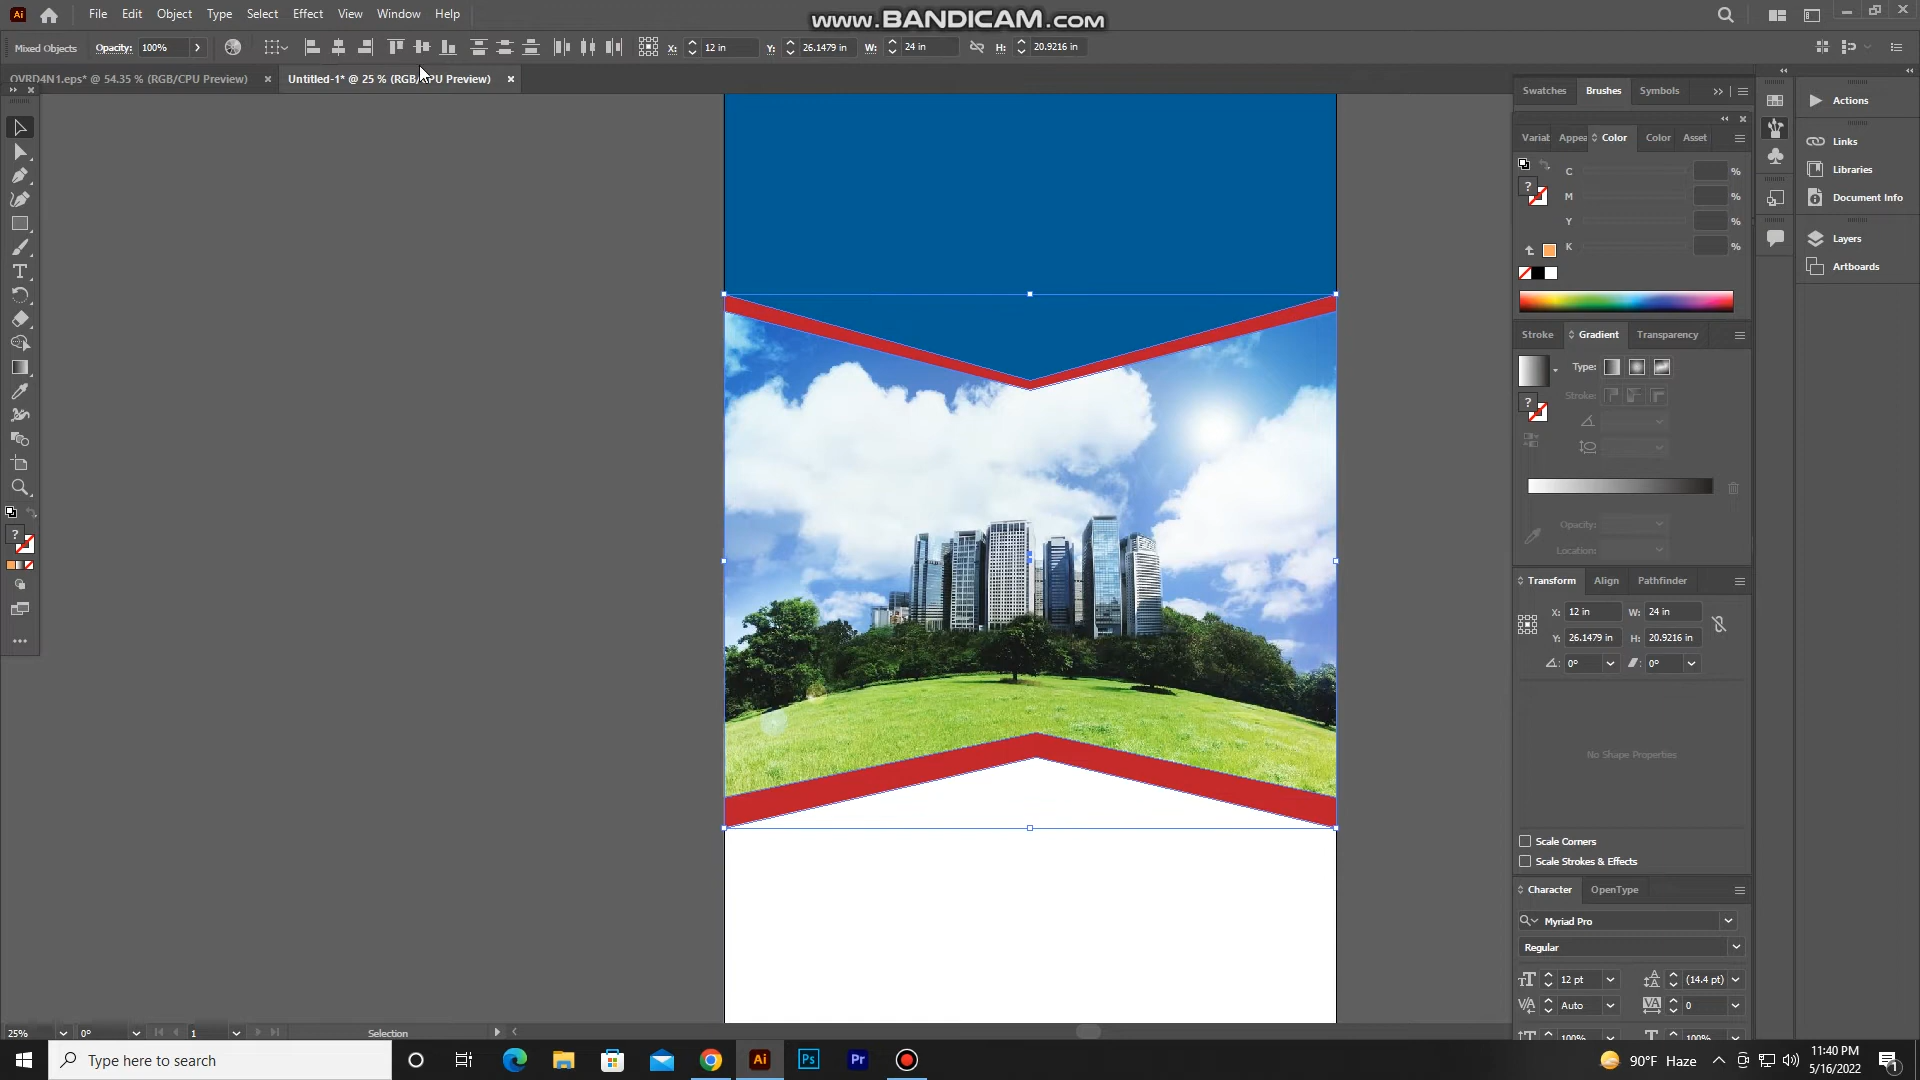 Ai File Edit Object Type Select Effect View Window Help
www.BANDICAM.com
Mixed Objects Opacity: 100% X: 12 in Y: 26.1479 in W: 24 in H: 20.9216 in
OVRD4N1.eps* @ 54.35 % (RGB/CPU Preview) × Untitled-1* @ 25 % (RGB/CPU Preview) ×
Swatches Brushes Symbols
Actions
Variat Appea Color Color Asset
Links
C %
Libraries
M %
Document Info
Y %
K %
Layers
Artboards
Stroke Gradient Transparency
Type:
Stroke:
Opacity:
Location:
Transform Align Pathfinder
X: 12 in W: 24 in
Y: 26.1479 in H: 20.9216 in
0° 0°
No Shape Properties
Scale Corners
Scale Strokes & Effects
Character OpenType
Myriad Pro
Regular
12 pt (14.4 pt)
Auto 0
100% 100%
25% 0° 1 Selection
Type here to search
Ai Ps Pr
90°F Haze
11:40 PM
5/16/2022
1